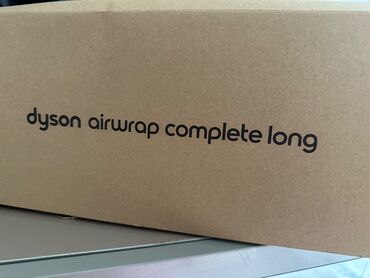 dyson airwrap complete long